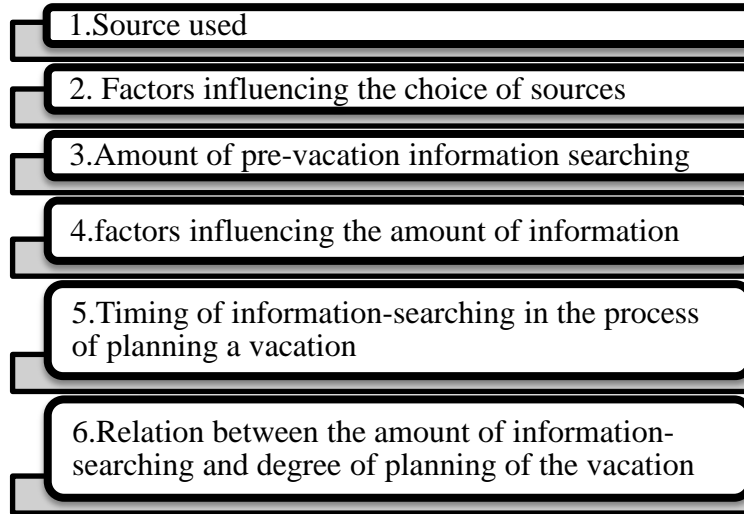 1.Source used
2. Factors influencing the choice of sources
3.Amount of pre-vacation information searching
4.factors influencing the amount of information
5.Timing of information-searching in the process
of planning a vacation
6.Relation between the amount of information-
searching and degree of planning of the vacation